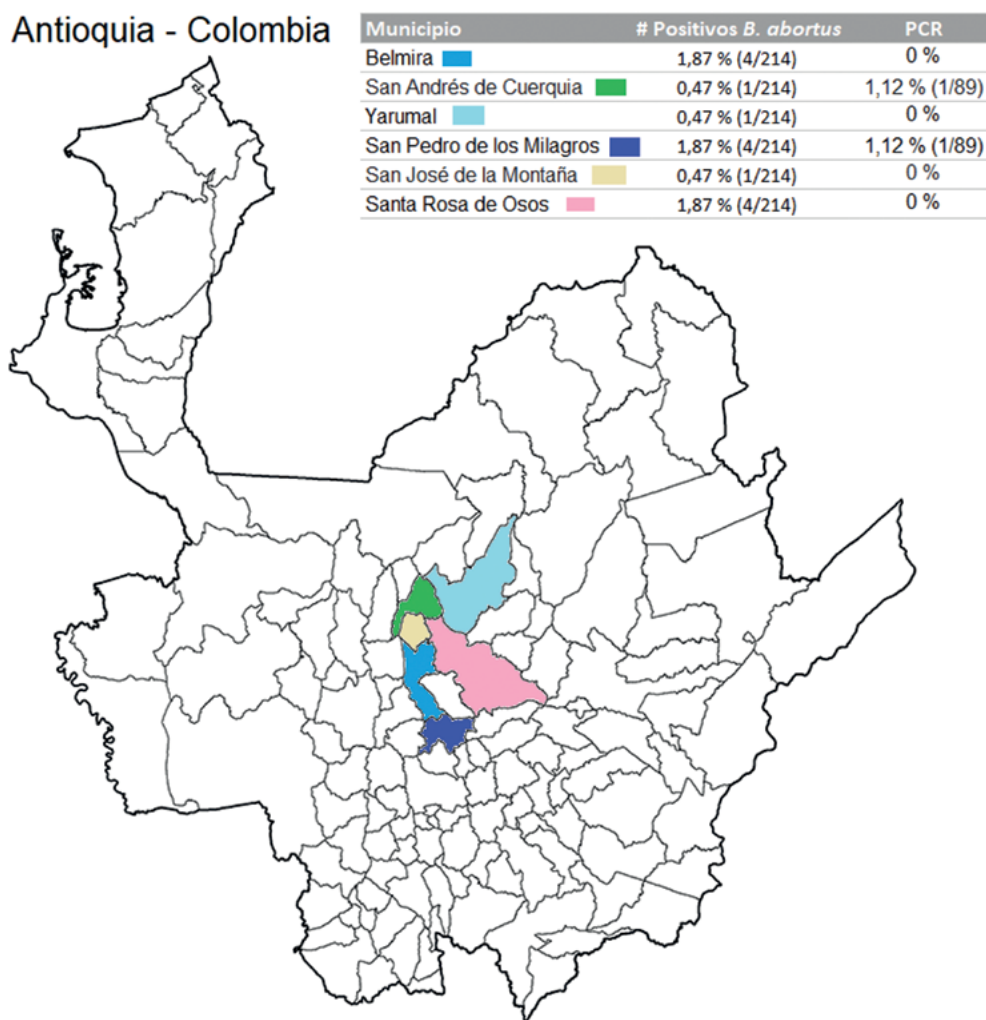 Antioquia - Colombia
Municipio # Positivos B. abortus PCR
Belmira 1,87 % (4/214) 0 %
San Andrés de Cuerquia 0,47 % (1/214) 1,12 % (1/89)
Yarumal 0,47 % (1/214) 0 %
San Pedro de los Milagros 1,87 % (4/214) 1,12 % (1/89)
San José de la Montaña 0,47 % (1/214) 0 %
Santa Rosa de Osos 1,87 % (4/214) 0 %